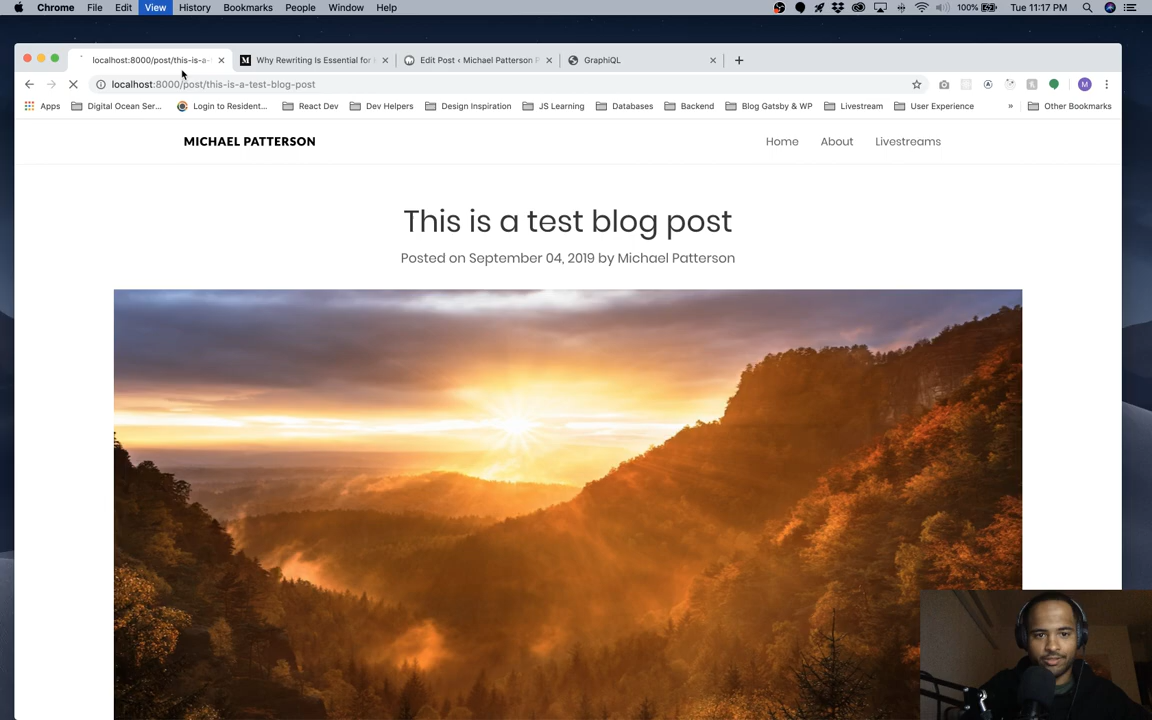 Chrome File Edit View History Bookmarks People Window Help 100% Tue 11:17 PM
localhost:8000/post/this-is-a- Why Rewriting Is Essential for Edit Post ‹ Michael Patterson P GraphiQL
localhost:8000/post/this-is-a-test-blog-post M
Apps Digital Ocean Ser... Login to Resident... React Dev Dev Helpers Design Inspiration JS Learning Databases Backend Blog Gatsby & WP Livestream User Experience » Other Bookmarks
MICHAEL PATTERSON Home About Livestreams
This is a test blog post
Posted on September 04, 2019 by Michael Patterson